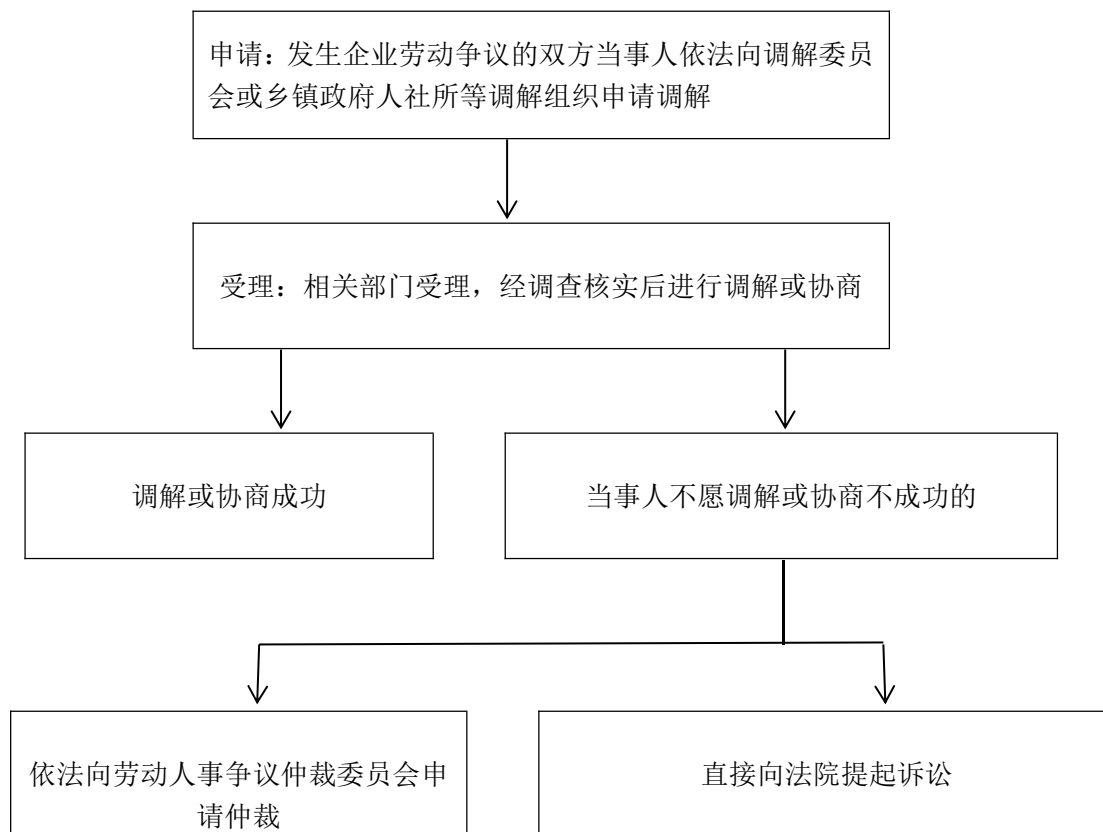 申请：发生企业劳动争议的双方当事人依法向调解委员
会或乡镇政府人社所等调解组织申请调解
受理：相关部门受理，经调查核实后进行调解或协商
调解或协商成功
当事人不愿调解或协商不成功的
依法向劳动人事争议仲裁委员会申
请仲裁
直接向法院提起诉讼